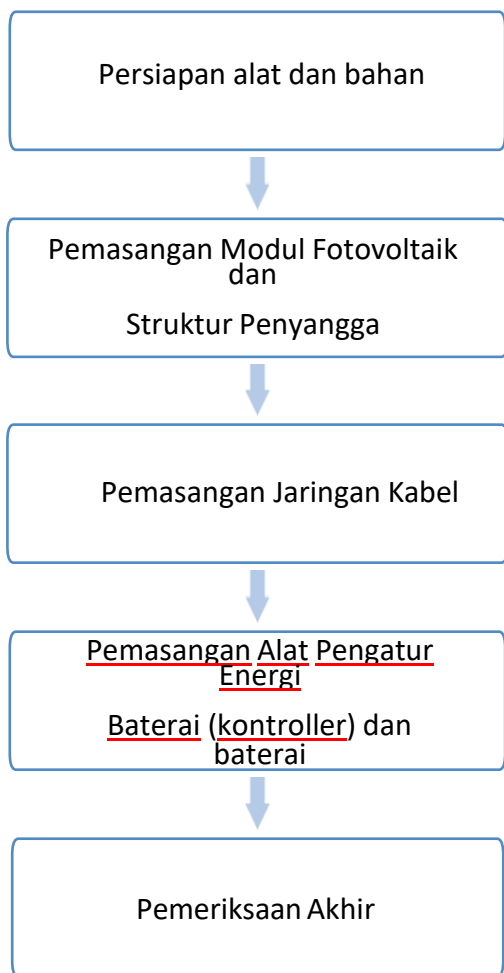 Persiapan alat dan bahan
Pemasangan Modul Fotovoltaik
dan
Struktur Penyangga
Pemasangan Jaringan Kabel
Pemasangan Alat Pengatur
Energi
Baterai (kontroller) dan
baterai
Pemeriksaan Akhir